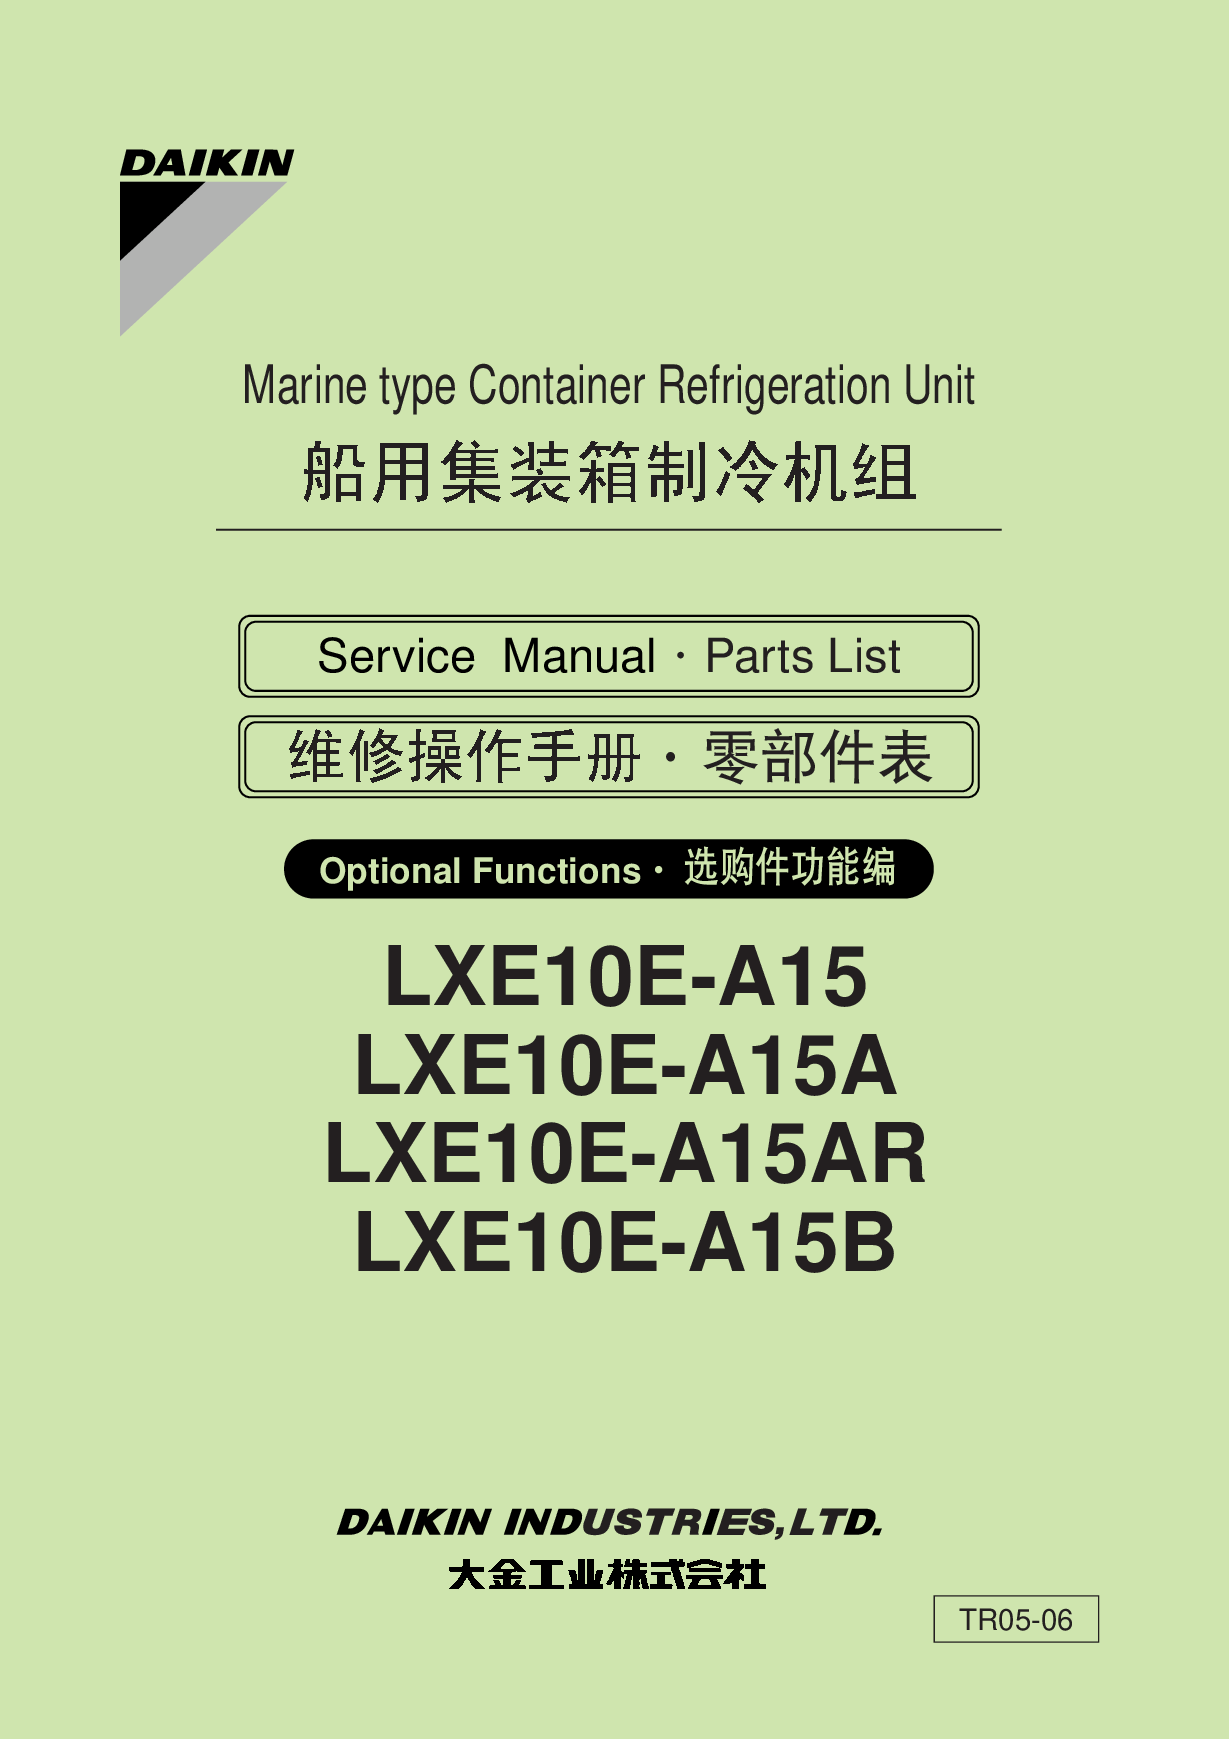 DAIKIN
Marine type Container Refrigeration Unit
船用集装箱制冷机组
Service Manual・Parts List
维修操作手册・零部件表
Optional Functions・ 选购件功能编
LXE10E-A15
LXE10E-A15A
LXE10E-A15AR
LXE10E-A15B
DAIKIN INDUSTRIES,LTD.
大金工业株式会社
TR05-06